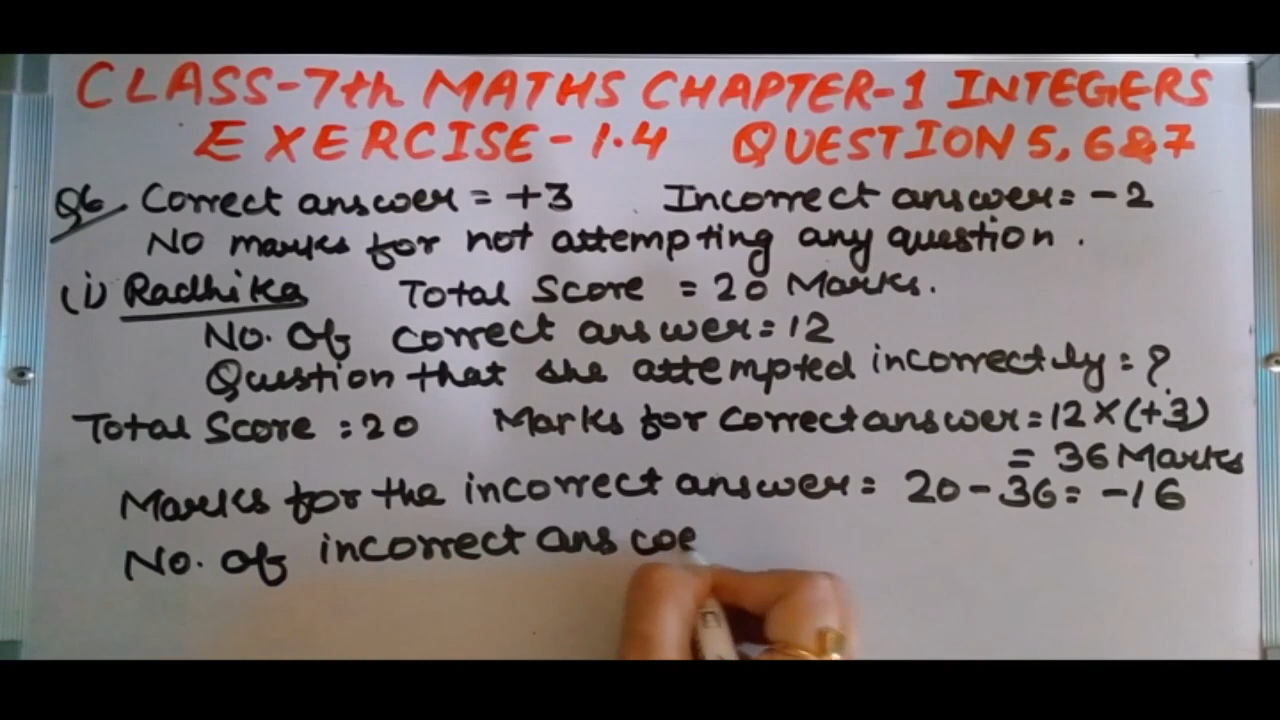 CLASS-7th MATHS CHAPTER-1 INTEGERS
EXERCISE-1.4 QUESTION 5, 6 & 7
Q6. Correct answer = +3 Incorrect answer = -2
No marks for not attempting any question.
(i) Radhika Total Score = 20 Marks.
No. of correct answer = 12
Question that she attempted incorrectly = ?
Total Score = 20 Marks for correct answer = 12 × (+3)
= 36 Marks
Marks for the incorrect answer = 20 - 36 = -16
No. of incorrect answe